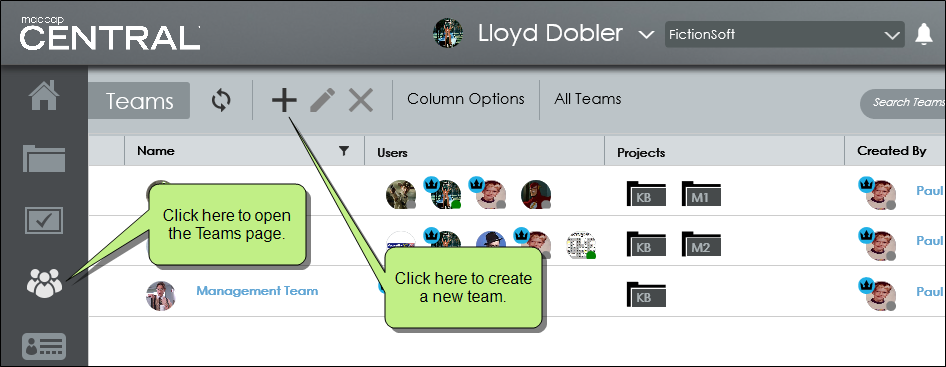 madcap
CENTRAL
Lloyd Dobler
FictionSoft
Teams
Column Options
All Teams
Search Teams
Name
Users
Projects
Created By
KB
M1
Paul
Click here to open
the Teams page.
KB
M2
Paul
Click here to create
a new team.
Management Team
KB
Paul